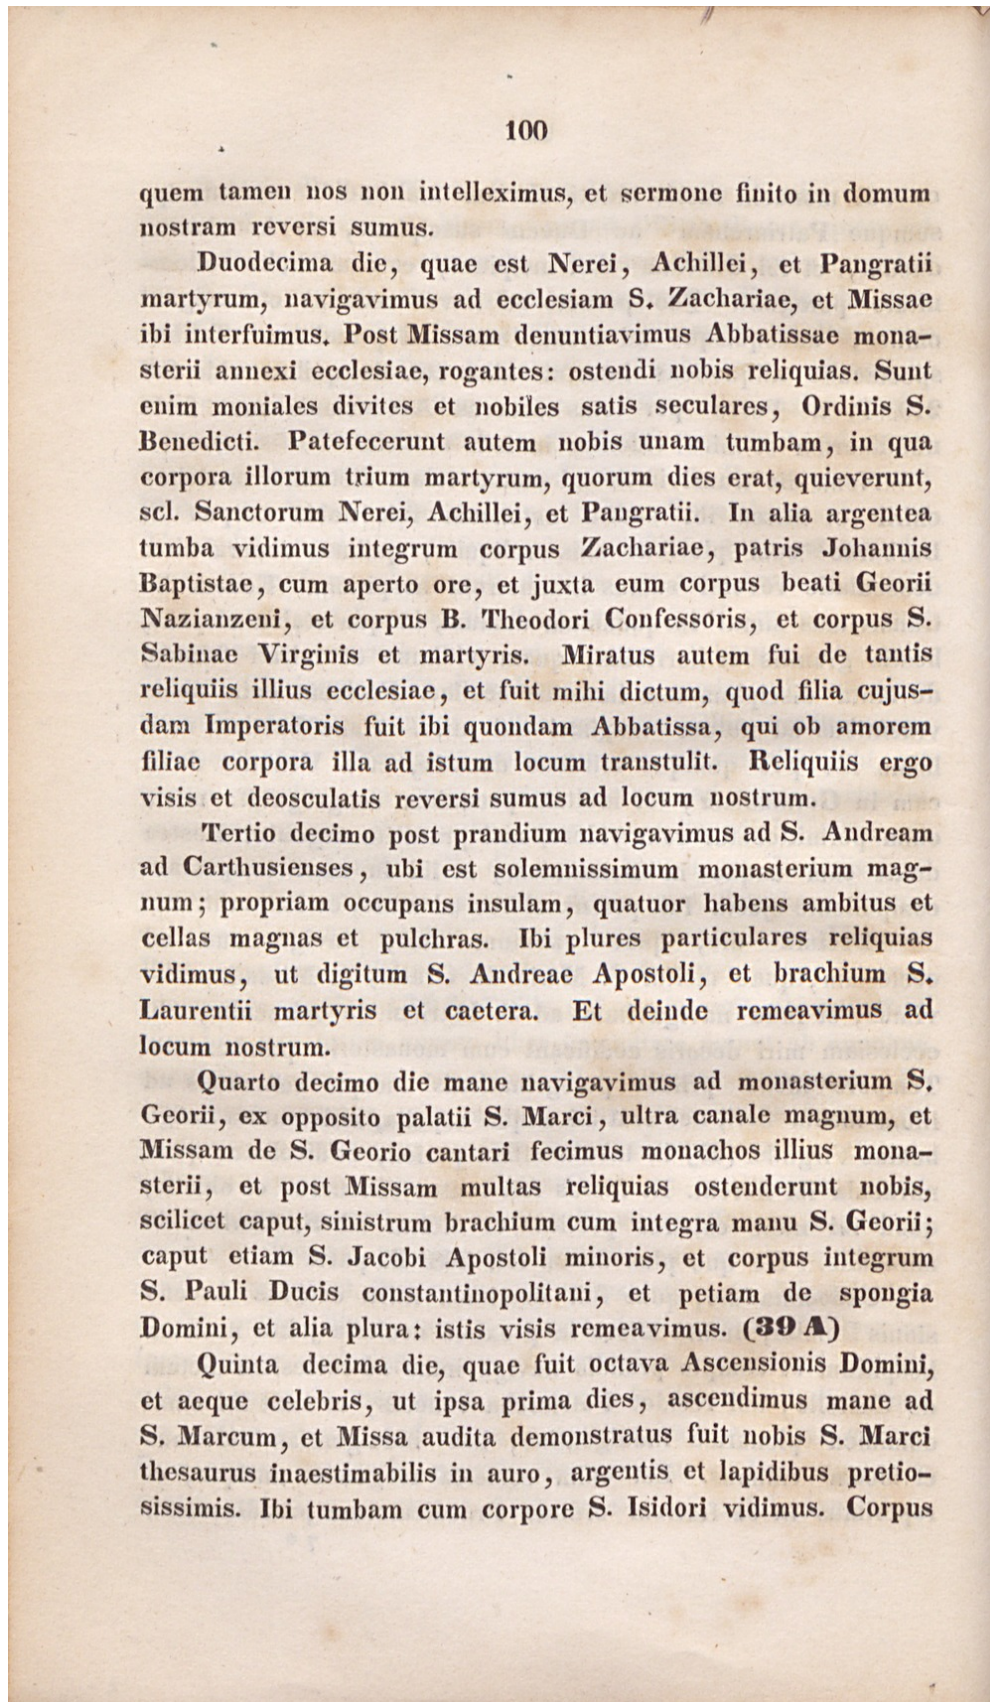 100
quem tamen nos non intelleximus, et sermone finito in domum
nostram reversi sumus.
Duodecima die, quae est Nerei, Achillei, et Pangratii
martyrum, navigavimus ad ecclesiam S. Zachariae, et Missae
ibi interfuimus. Post Missam denuntiavimus Abbatissae mona-
sterii annexi ecclesiae, rogantes: ostendi nobis reliquias. Sunt
enim moniales divites et nobiles satis seculares, Ordinis S.
Benedicti. Patefecerunt autem nobis unam tumbam, in qua
corpora illorum trium martyrum, quorum dies erat, quieverunt,
scl. Sanctorum Nerei, Achillei, et Pangratii. In alia argentea
tumba vidimus integrum corpus Zachariae, patris Johannis
Baptistae, cum aperto ore, et juxta eum corpus beati Georii
Nazianzeni, et corpus B. Theodori Confessoris, et corpus S.
Sabinae Virginis et martyris. Miratus autem fui de tantis
reliquiis illius ecclesiae, et fuit mihi dictum, quod filia cujus-
dam Imperatoris fuit ibi quondam Abbatissa, qui ob amorem
filiae corpora illa ad istum locum transtulit. Reliquiis ergo
visis et deosculatis reversi sumus ad locum nostrum.
Tertio decimo post prandium navigavimus ad S. Andream
ad Carthusienses, ubi est solemnissimum monasterium mag-
num; propriam occupans insulam, quatuor habens ambitus et
cellas magnas et pulchras. Ibi plures particulares reliquias
vidimus, ut digitum S. Andreae Apostoli, et brachium S.
Laurentii martyris et caetera. Et deinde remeavimus ad
locum nostrum.
Quarto decimo die mane navigavimus ad monasterium S.
Georii, ex opposito palatii S. Marci, ultra canale magnum, et
Missam de S. Georio cantari fecimus monachos illius mona-
sterii, et post Missam multas reliquias ostenderunt nobis,
scilicet caput, sinistrum brachium cum integra manu S. Georii;
caput etiam S. Jacobi Apostoli minoris, et corpus integrum
S. Pauli Ducis constantinopolitani, et petiam de spongia
Domini, et alia plura: istis visis remeavimus. (39 A)
Quinta decima die, quae fuit octava Ascensionis Domini,
et aeque celebris, ut ipsa prima dies, ascendimus mane ad
S. Marcum, et Missa audita demonstratus fuit nobis S. Marci
thesaurus inaestimabilis in auro, argentis et lapidibus pretio-
sissimis. Ibi tumbam cum corpore S. Isidori vidimus. Corpus